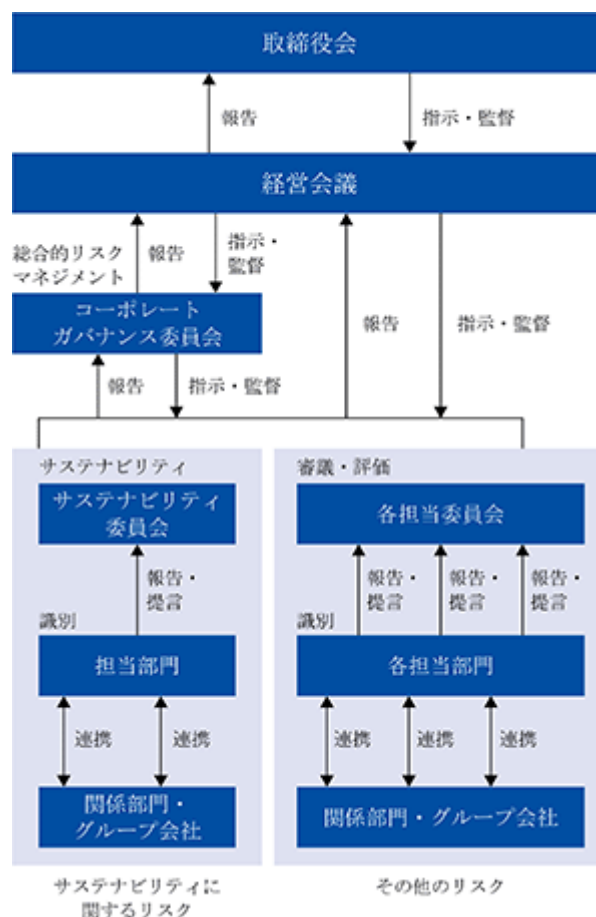 取締役会
報告
指示・監督
経営会議
総合的リスク
マネジメント
報告
指示・
監督
コーポレート
ガバナンス委員会
報告
指示・監督
報告
指示・監督
サステナビリティ
サステナビリティ
委員会
報告・
提言
識別
担当部門
連携
連携
関係部門・
グループ会社
サステナビリティに
関するリスク
審議・評価
各担当委員会
報告・
提言
報告・
提言
報告・
提言
識別
各担当部門
連携
連携
連携
関係部門・グループ会社
その他のリスク